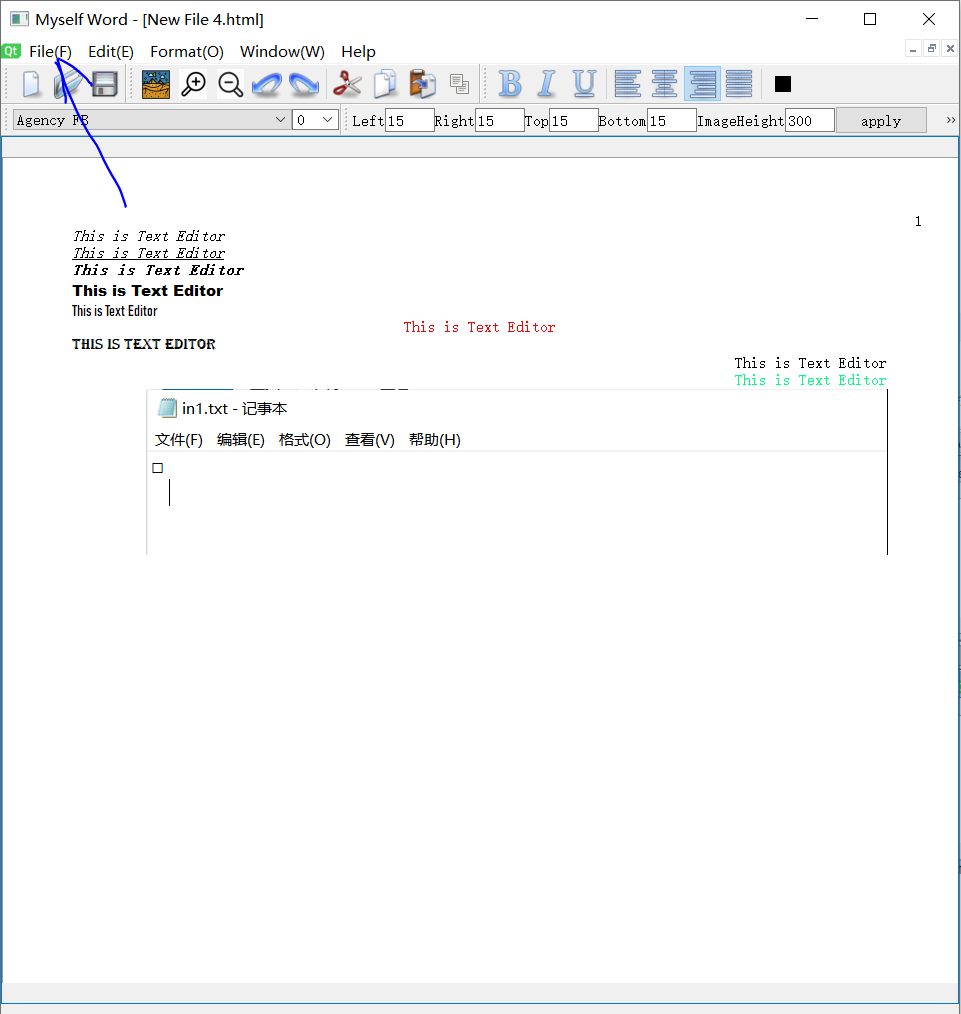 Myself Word - [New File 4.html]
Qt File(F) Edit(E) Format(O) Window(W) Help
B I U
Agency FB 0 Left 15 Right 15 Top 15 Bottom 15 ImageHeight 300 apply »
1
This is Text Editor
This is Text Editor
This is Text Editor
This is Text Editor
This is Text Editor
This is Text Editor
THIS IS TEXT EDITOR
This is Text Editor
This is Text Editor
in1.txt - 记事本
文件(F) 编辑(E) 格式(O) 查看(V) 帮助(H)